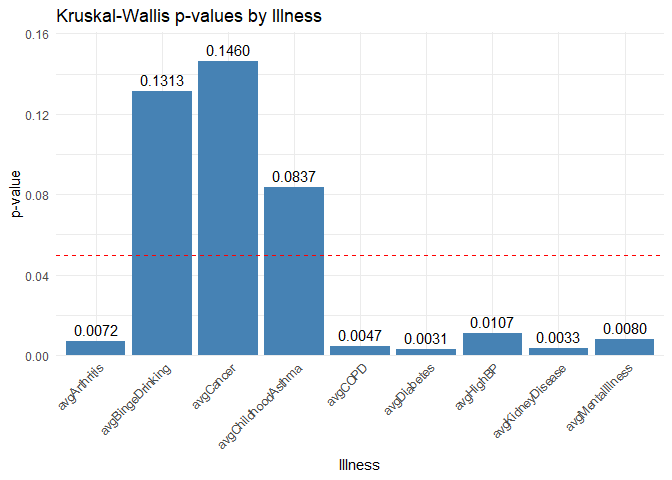 Kruskal-Wallis p-values by Illness
0.16
0.12
0.08
0.04
0.00
p-value
0.0072
0.1313
0.1460
0.0837
0.0047
0.0031
0.0107
0.0033
0.0080
avgArthritis
avgBingeDrinking
avgCancer
avgChildhoodAsthma
avgCOPD
avgDiabetes
avgHighBP
avgKidneyDisease
avgMentalIllness
Illness